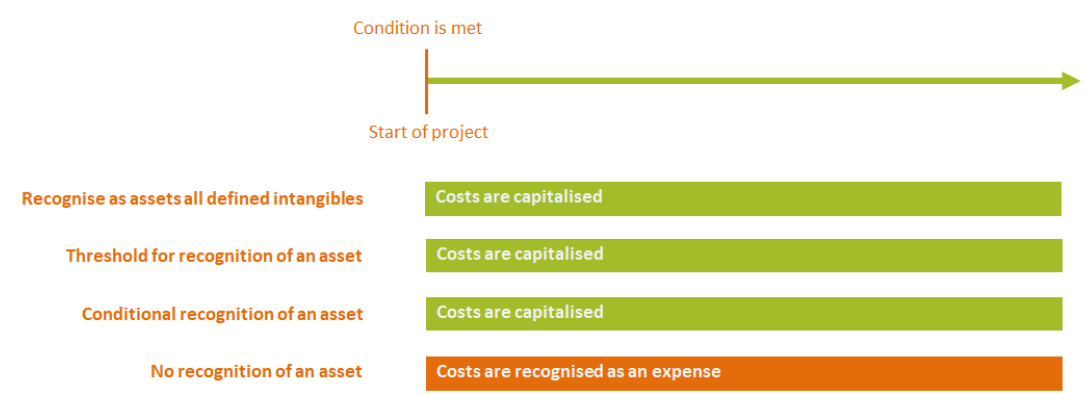 Condition is met
Start of project
Recognise as assets all defined intangibles
Costs are capitalised
Threshold for recognition of an asset
Costs are capitalised
Conditional recognition of an asset
Costs are capitalised
No recognition of an asset
Costs are recognised as an expense